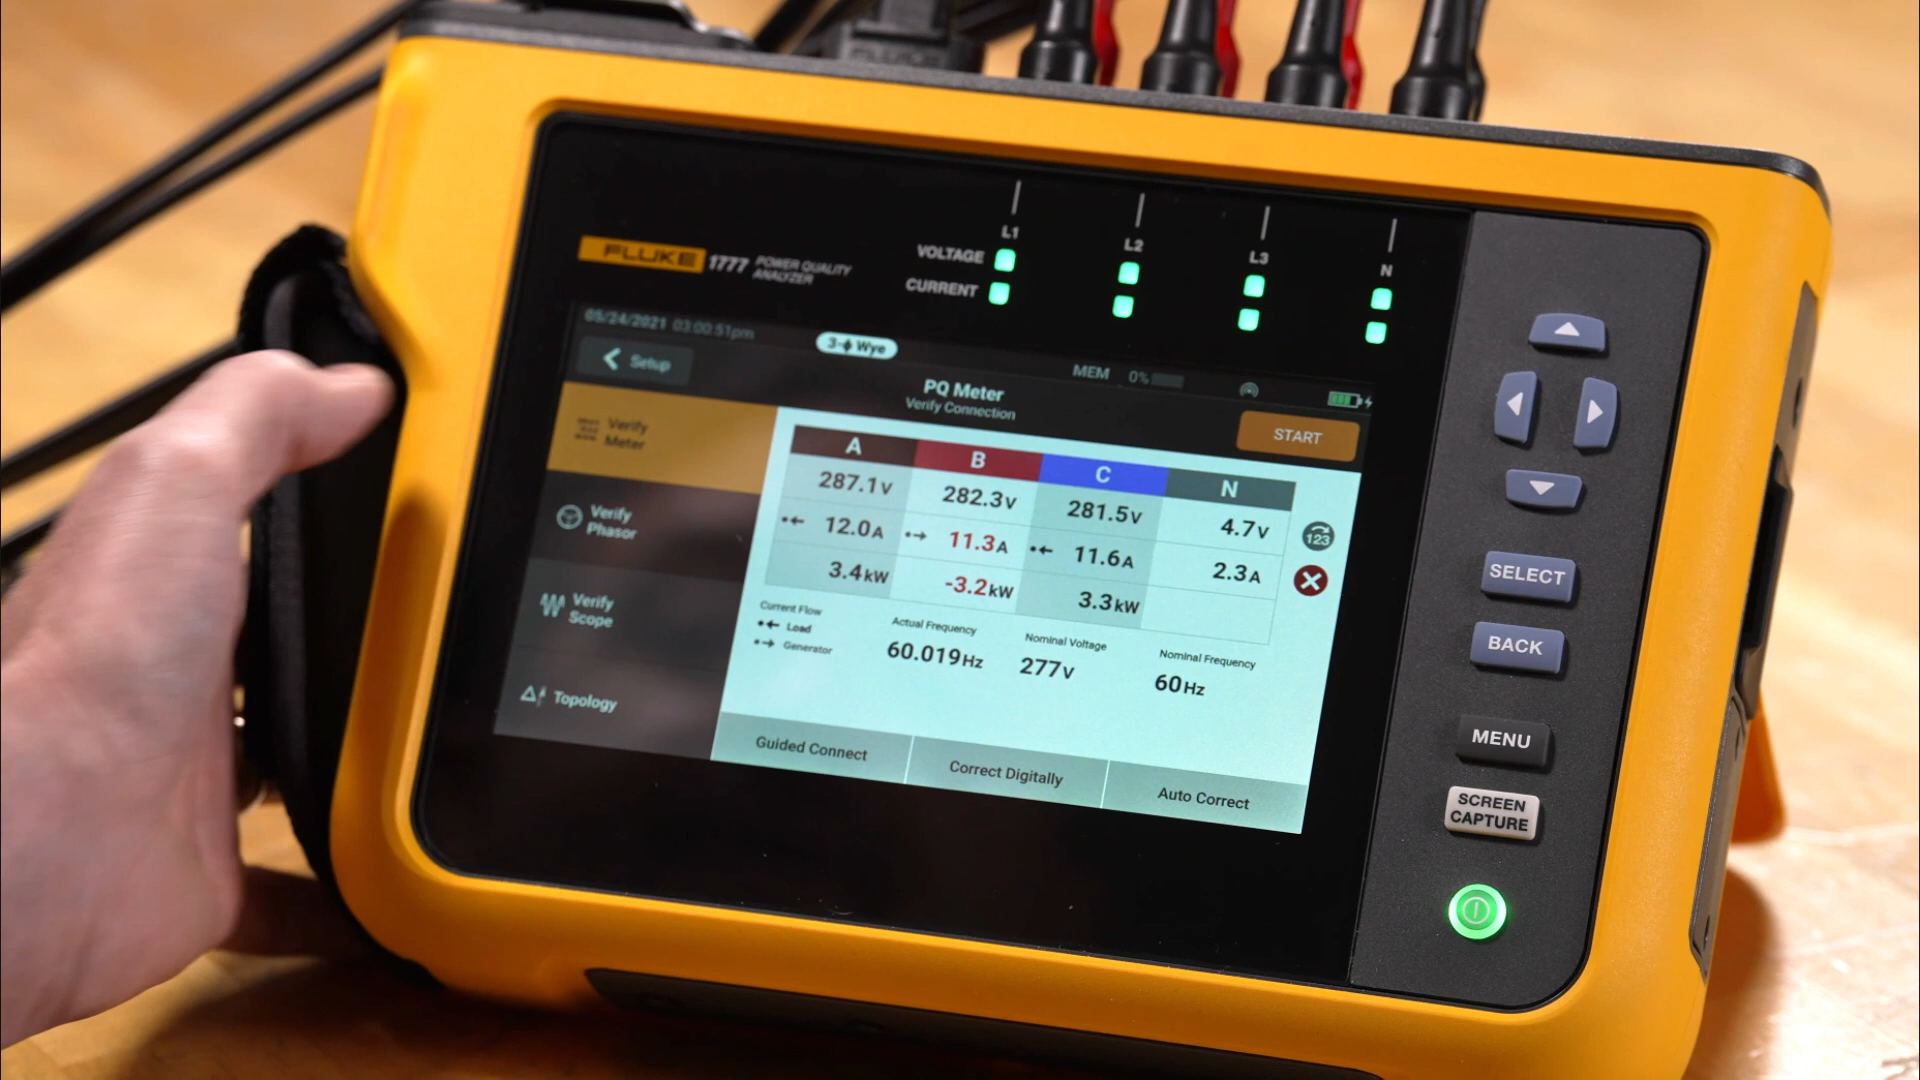 FLUKE
FLUKE 1777 POWER QUALITY
ANALYZER
L1 L2 L3 N
VOLTAGE
CURRENT
05/24/2021 03:00:51pm
3-ɸ Wye
MEM 0%
Setup
PQ Meter
Verify Connection
START
Verify
Meter
Verify
Phasor
Verify
Scope
Topology
A B C N
287.1V 282.3V 281.5V 4.7V
12.0A 11.3A 11.6A 2.3A
3.4kW -3.2kW 3.3kW
123
Current Flow
Load
Generator
Actual Frequency
60.019Hz
Nominal Voltage
277V
Nominal Frequency
60Hz
Guided Connect
Correct Digitally
Auto Correct
SELECT
BACK
MENU
SCREEN
CAPTURE